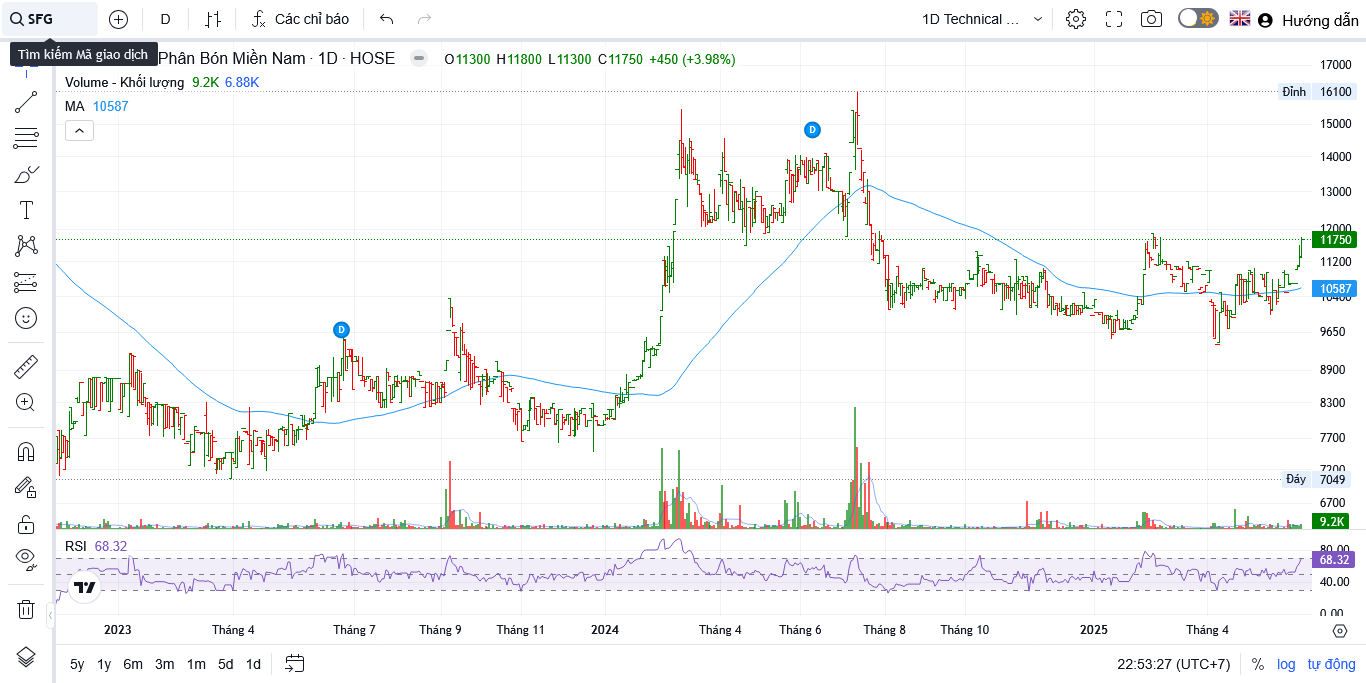 SFG D Các chỉ báo 1D Technical ... Hướng dẫn
Tìm kiếm Mã giao dịch
Phân Bón Miền Nam · 1D · HOSE O11300 H11800 L11300 C11750 +450 (+3.98%)
Volume - Khối lượng 9.2K 6.88K
MA 10587
17000
Đỉnh 16100
D
15000
14000
13000
12000
11750
11200
10587
10400
D
9650
8900
8300
7700
7200
Đáy 7049
6700
9.2K
RSI 68.32
80.00
68.32
40.00
0.00
2023 Tháng 4 Tháng 7 Tháng 9 Tháng 11 2024 Tháng 4 Tháng 6 Tháng 8 Tháng 10 2025 Tháng 4
5y 1y 6m 3m 1m 5d 1d 22:53:27 (UTC+7) % log tự động